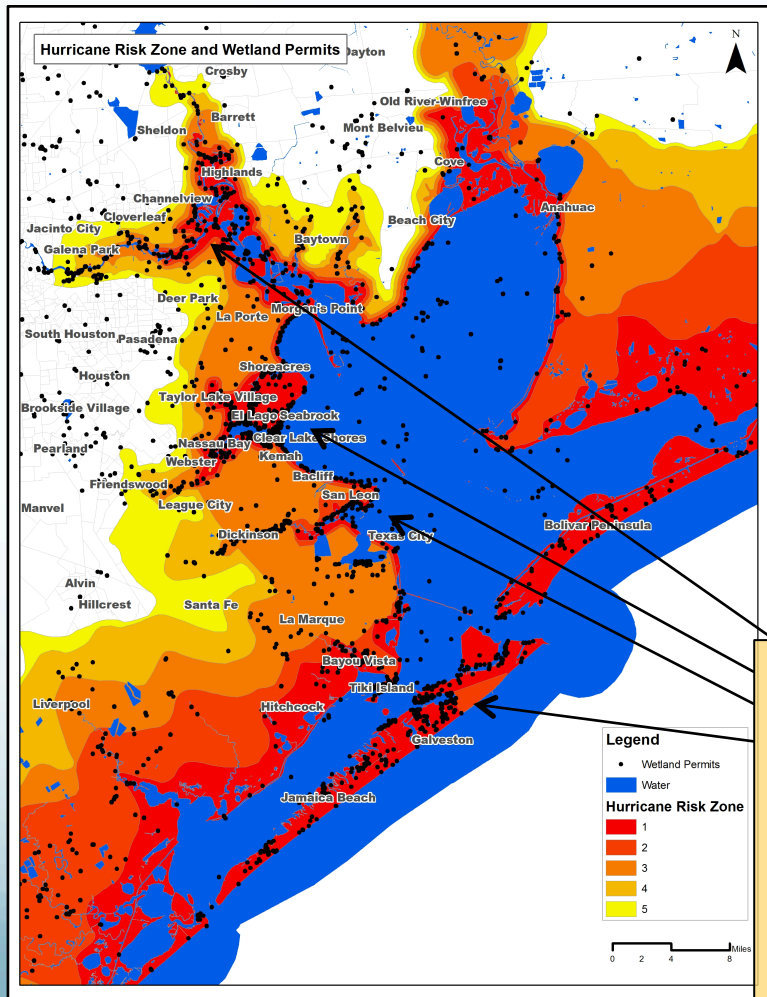 Hurricane Risk Zone and Wetland Permits
N
Dayton
Crosby
Old River-Winfree
Barrett
Mont Belvieu
Sheldon
Cove
Highlands
Channelview
Anahuac
Cloverleaf
Beach City
Jacinto City
Baytown
Galena Park
Deer Park
Morgan's Point
La Porte
South Houston
Pasadena
Shoreacres
Houston
Taylor Lake Village
Brookside Village
El Lago Seabrook
Nassau Bay
Clear Lake Shores
Pearland
Kemah
Webster
Bacliff
Friendswood
San Leon
League City
Manvel
Bolivar Peninsula
Dickinson
Texas City
Alvin
Hillcrest
Santa Fe
La Marque
Bayou Vista
Tiki Island
Liverpool
Hitchcock
Galveston
Jamaica Beach
Legend
Wetland Permits
Water
Hurricane Risk Zone
1
2
3
4
5
Miles
0 2 4 8